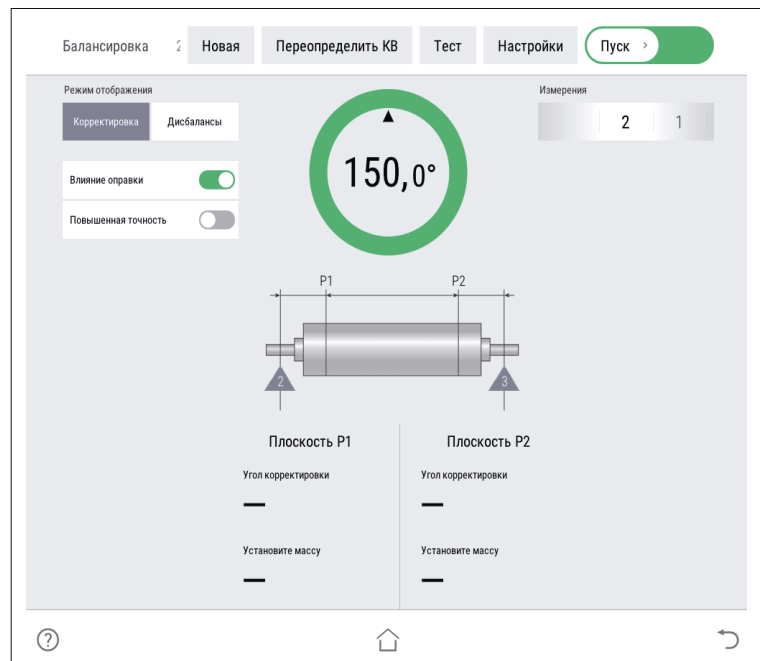 Балансировка 2 Новая Переопределить КВ Тест Настройки Пуск
Режим отображения
Корректировка Дисбалансы
Измерения
2 1
Влияние оправки
Повышенная точность
150,0°
P1 P2
2 3
Плоскость P1 Плоскость P2
Угол корректировки Угол корректировки
—  —
Установите массу Установите массу
—  —
?